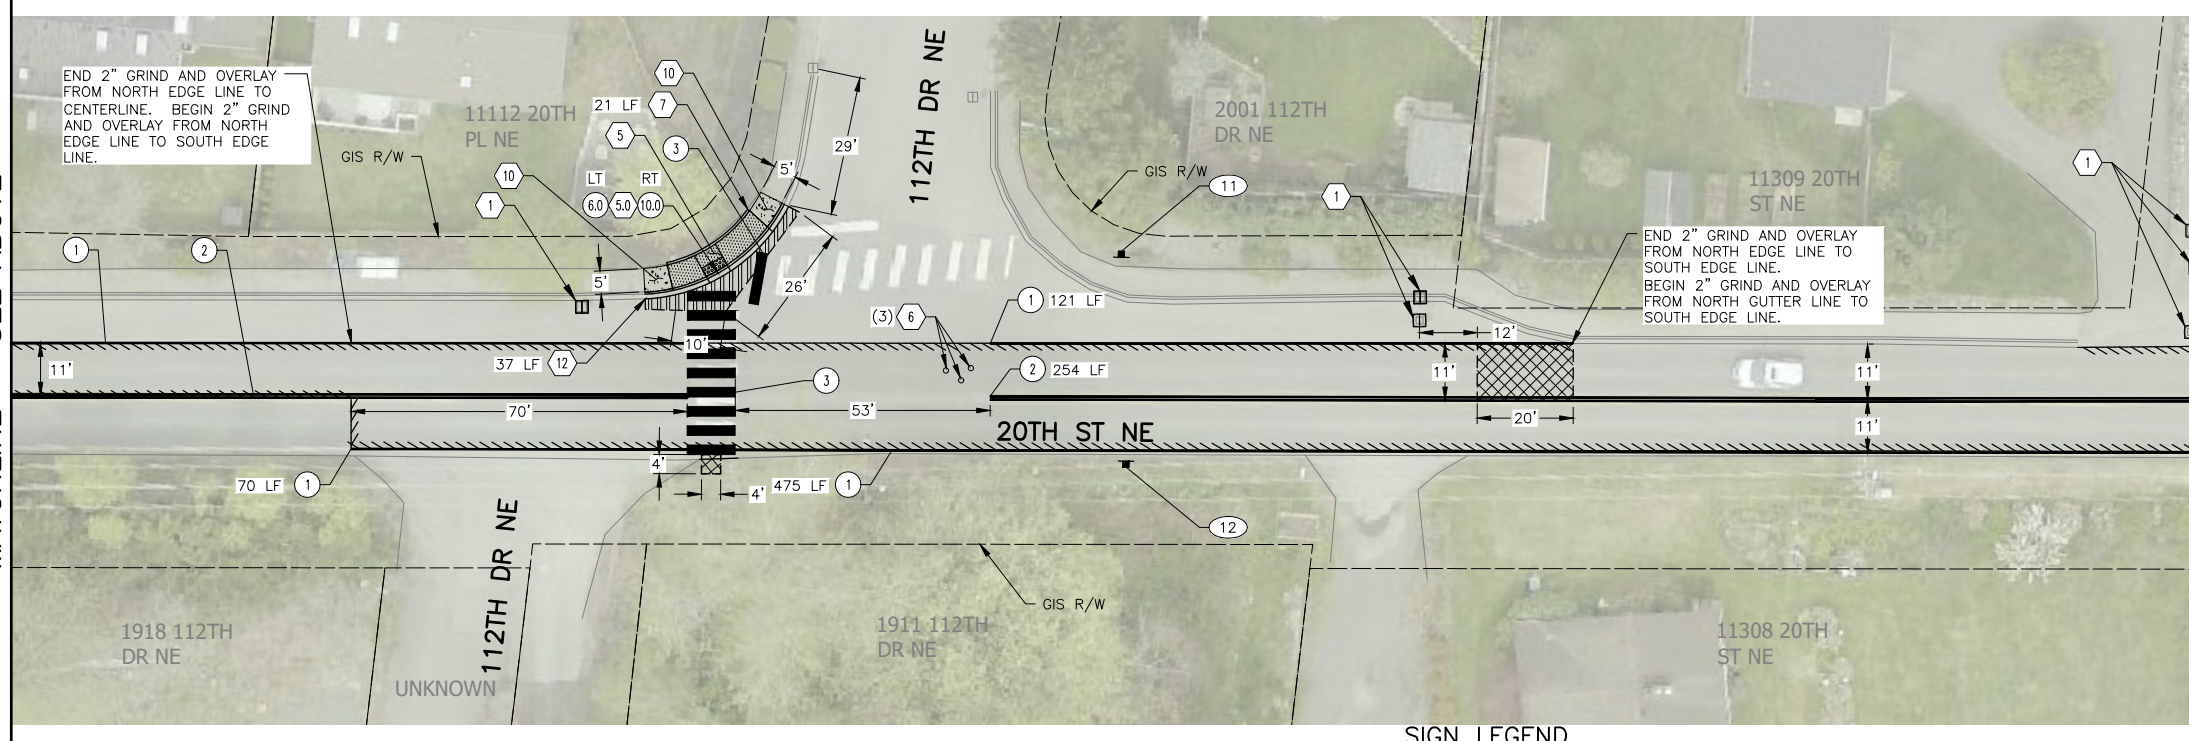 END 2" GRIND AND OVERLAY
FROM NORTH EDGE LINE TO
CENTERLINE. BEGIN 2" GRIND
AND OVERLAY FROM NORTH
EDGE LINE TO SOUTH EDGE
LINE.
GIS R/W
11112 20TH
PL NE
10
21 LF 7
5
3
10
LT RT
6.0 5.0 10.0
1
5'
29'
5'
26'
112TH DR NE
2001 112TH
DR NE
GIS R/W
11
1
11309 20TH
ST NE
1
END 2" GRIND AND OVERLAY
FROM NORTH EDGE LINE TO
SOUTH EDGE LINE.
BEGIN 2" GRIND AND OVERLAY
FROM NORTH GUTTER LINE TO
SOUTH EDGE LINE.
1
2
11'
37 LF 12
10'
(3) 6
1 121 LF
2 254 LF
12'
11'
20'
11'
11'
3
70'
53'
20TH ST NE
70 LF 1
4'
4'
475 LF 1
12
112TH DR NE
GIS R/W
1918 112TH
DR NE
UNKNOWN
1911 112TH
DR NE
11308 20TH
ST NE
SIGN LEGEND